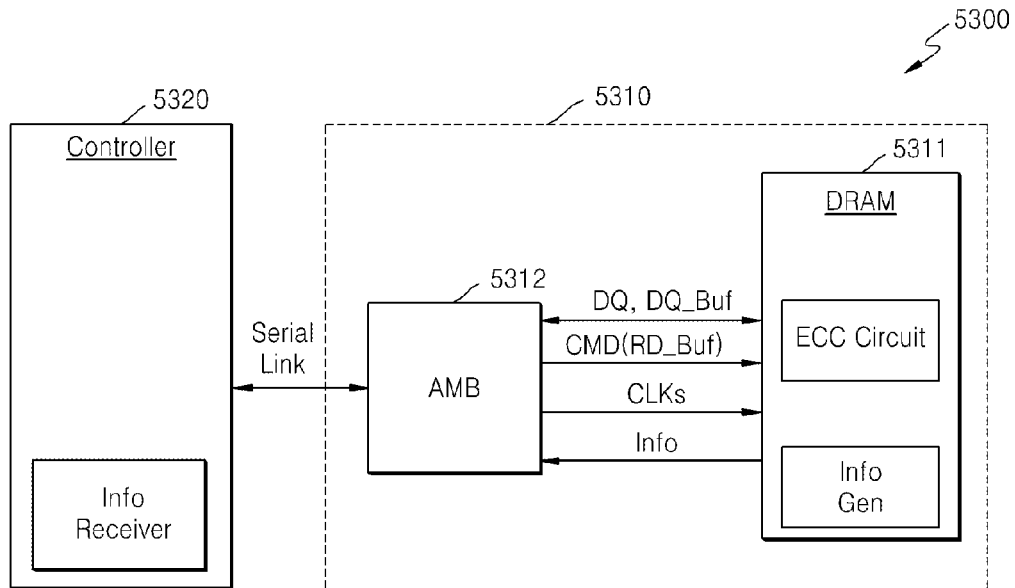 5300
5320
5310
Controller
5311
DRAM
5312
DQ, DQ_Buf
Serial
Link
CMD(RD_Buf)
ECC Circuit
AMB
CLKs
Info
Info
Receiver
Info
Gen